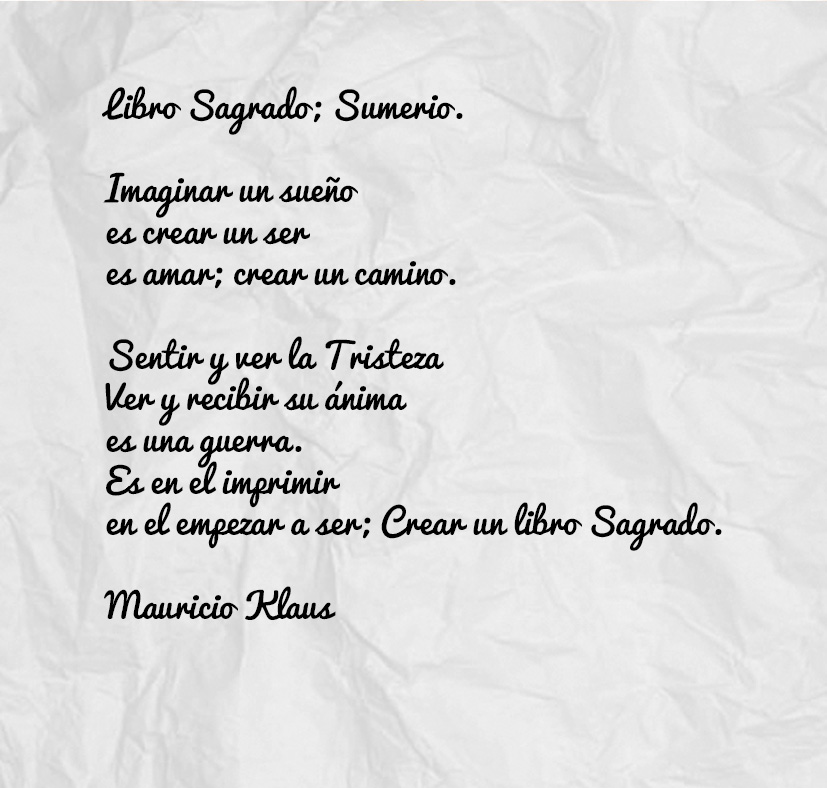 Libro Sagrado; Sumerio.
Imaginar un sueño
es crear un ser
es amar; crear un camino.
Sentir y ver la Tristeza
Ver y recibir su ánima
es una guerra.
Es en el imprimir
en el empezar a ser; Crear un libro Sagrado.
Mauricio Klaus